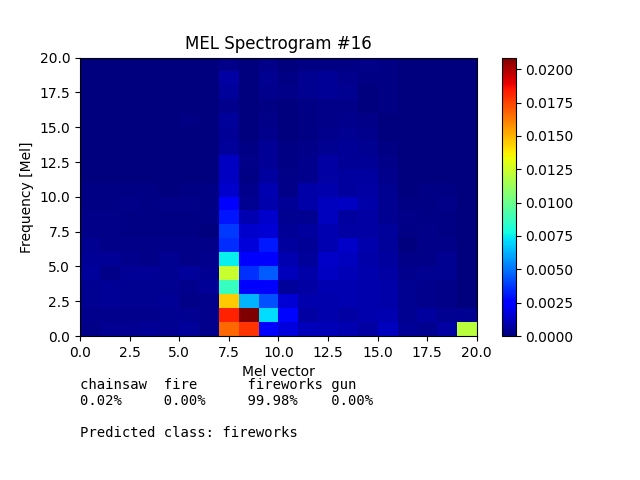 MEL Spectrogram #16
20.0
17.5
15.0
12.5
10.0
7.5
5.0
2.5
0.0
Frequency [Mel]
0.0 2.5 5.0 7.5 10.0 12.5 15.0 17.5 20.0
Mel vector
0.0200
0.0175
0.0150
0.0125
0.0100
0.0075
0.0050
0.0025
0.0000
chainsaw fire fireworks gun
0.02% 0.00% 99.98% 0.00%
Predicted class: fireworks